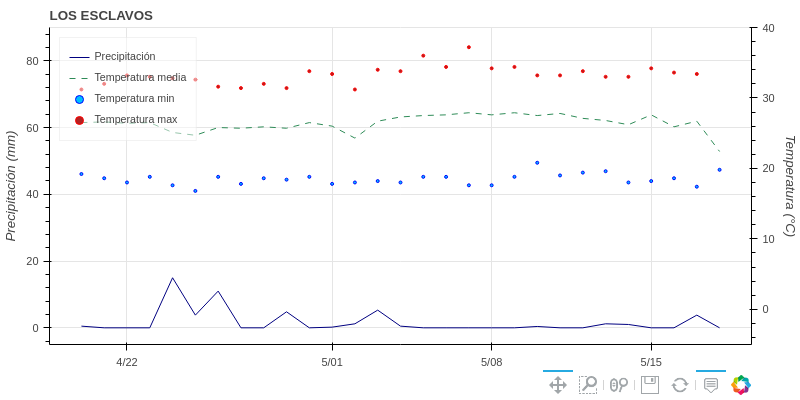 LOS ESCLAVOS
Precipitación
Temperatura media
Temperatura min
Temperatura max
Precipitación (mm)
80
60
40
20
0
Temperatura (°C)
40
30
20
10
0
4/22
5/01
5/08
5/15